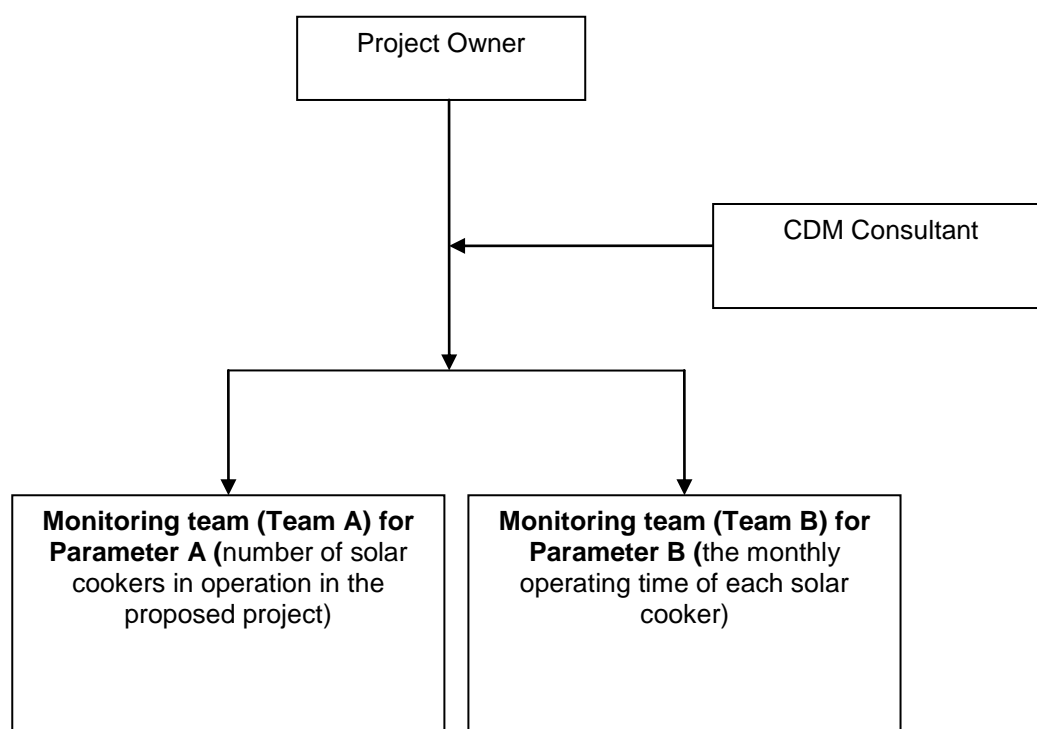 Project Owner
CDM Consultant
Monitoring team (Team A) for
Parameter A (number of solar
cookers in operation in the
proposed project)
Monitoring team (Team B) for
Parameter B (the monthly
operating time of each solar
cooker)